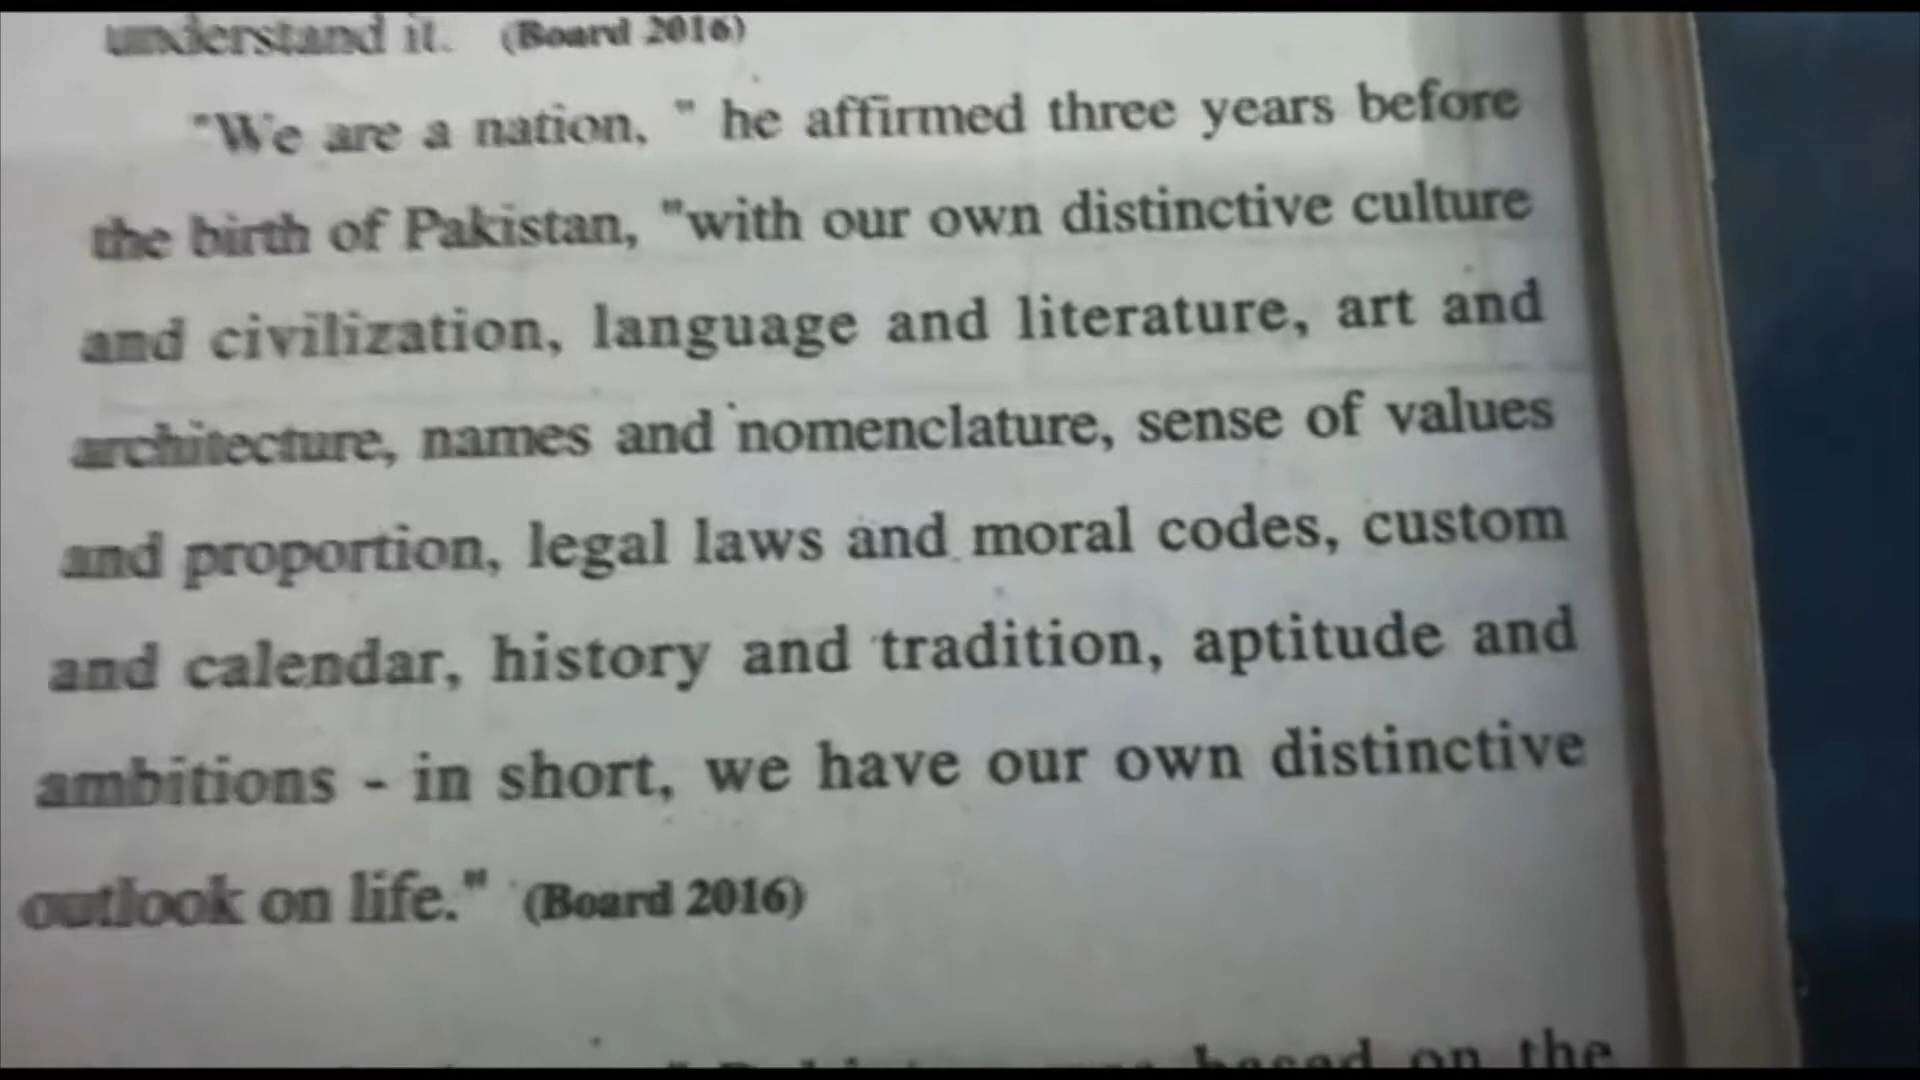 understand it. (Board 2016)
"We are a nation, " he affirmed three years before
the birth of Pakistan, "with our own distinctive culture
and civilization, language and literature, art and
architecture, names and nomenclature, sense of values
and proportion, legal laws and moral codes, custom
and calendar, history and tradition, aptitude and
ambitions - in short, we have our own distinctive
outlook on life." (Board 2016)
based on the